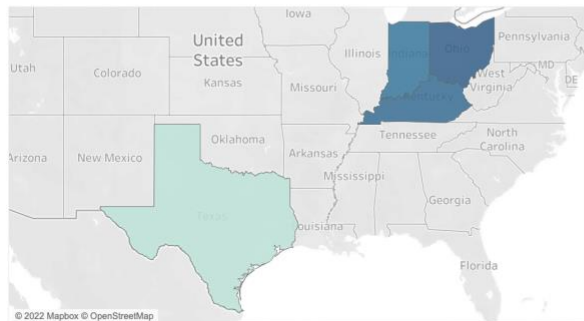 Iowa
United
States
Illinois
Indiana
Ohio
Pennsylvania
Utah
Colorado
Kansas
Missouri
Kentucky
West
Virginia
MD
DE
Arizona
New Mexico
Oklahoma
Arkansas
Tennessee
North
Carolina
Texas
Mississippi
Louisiana
Georgia
Florida
© 2022 Mapbox © OpenStreetMap